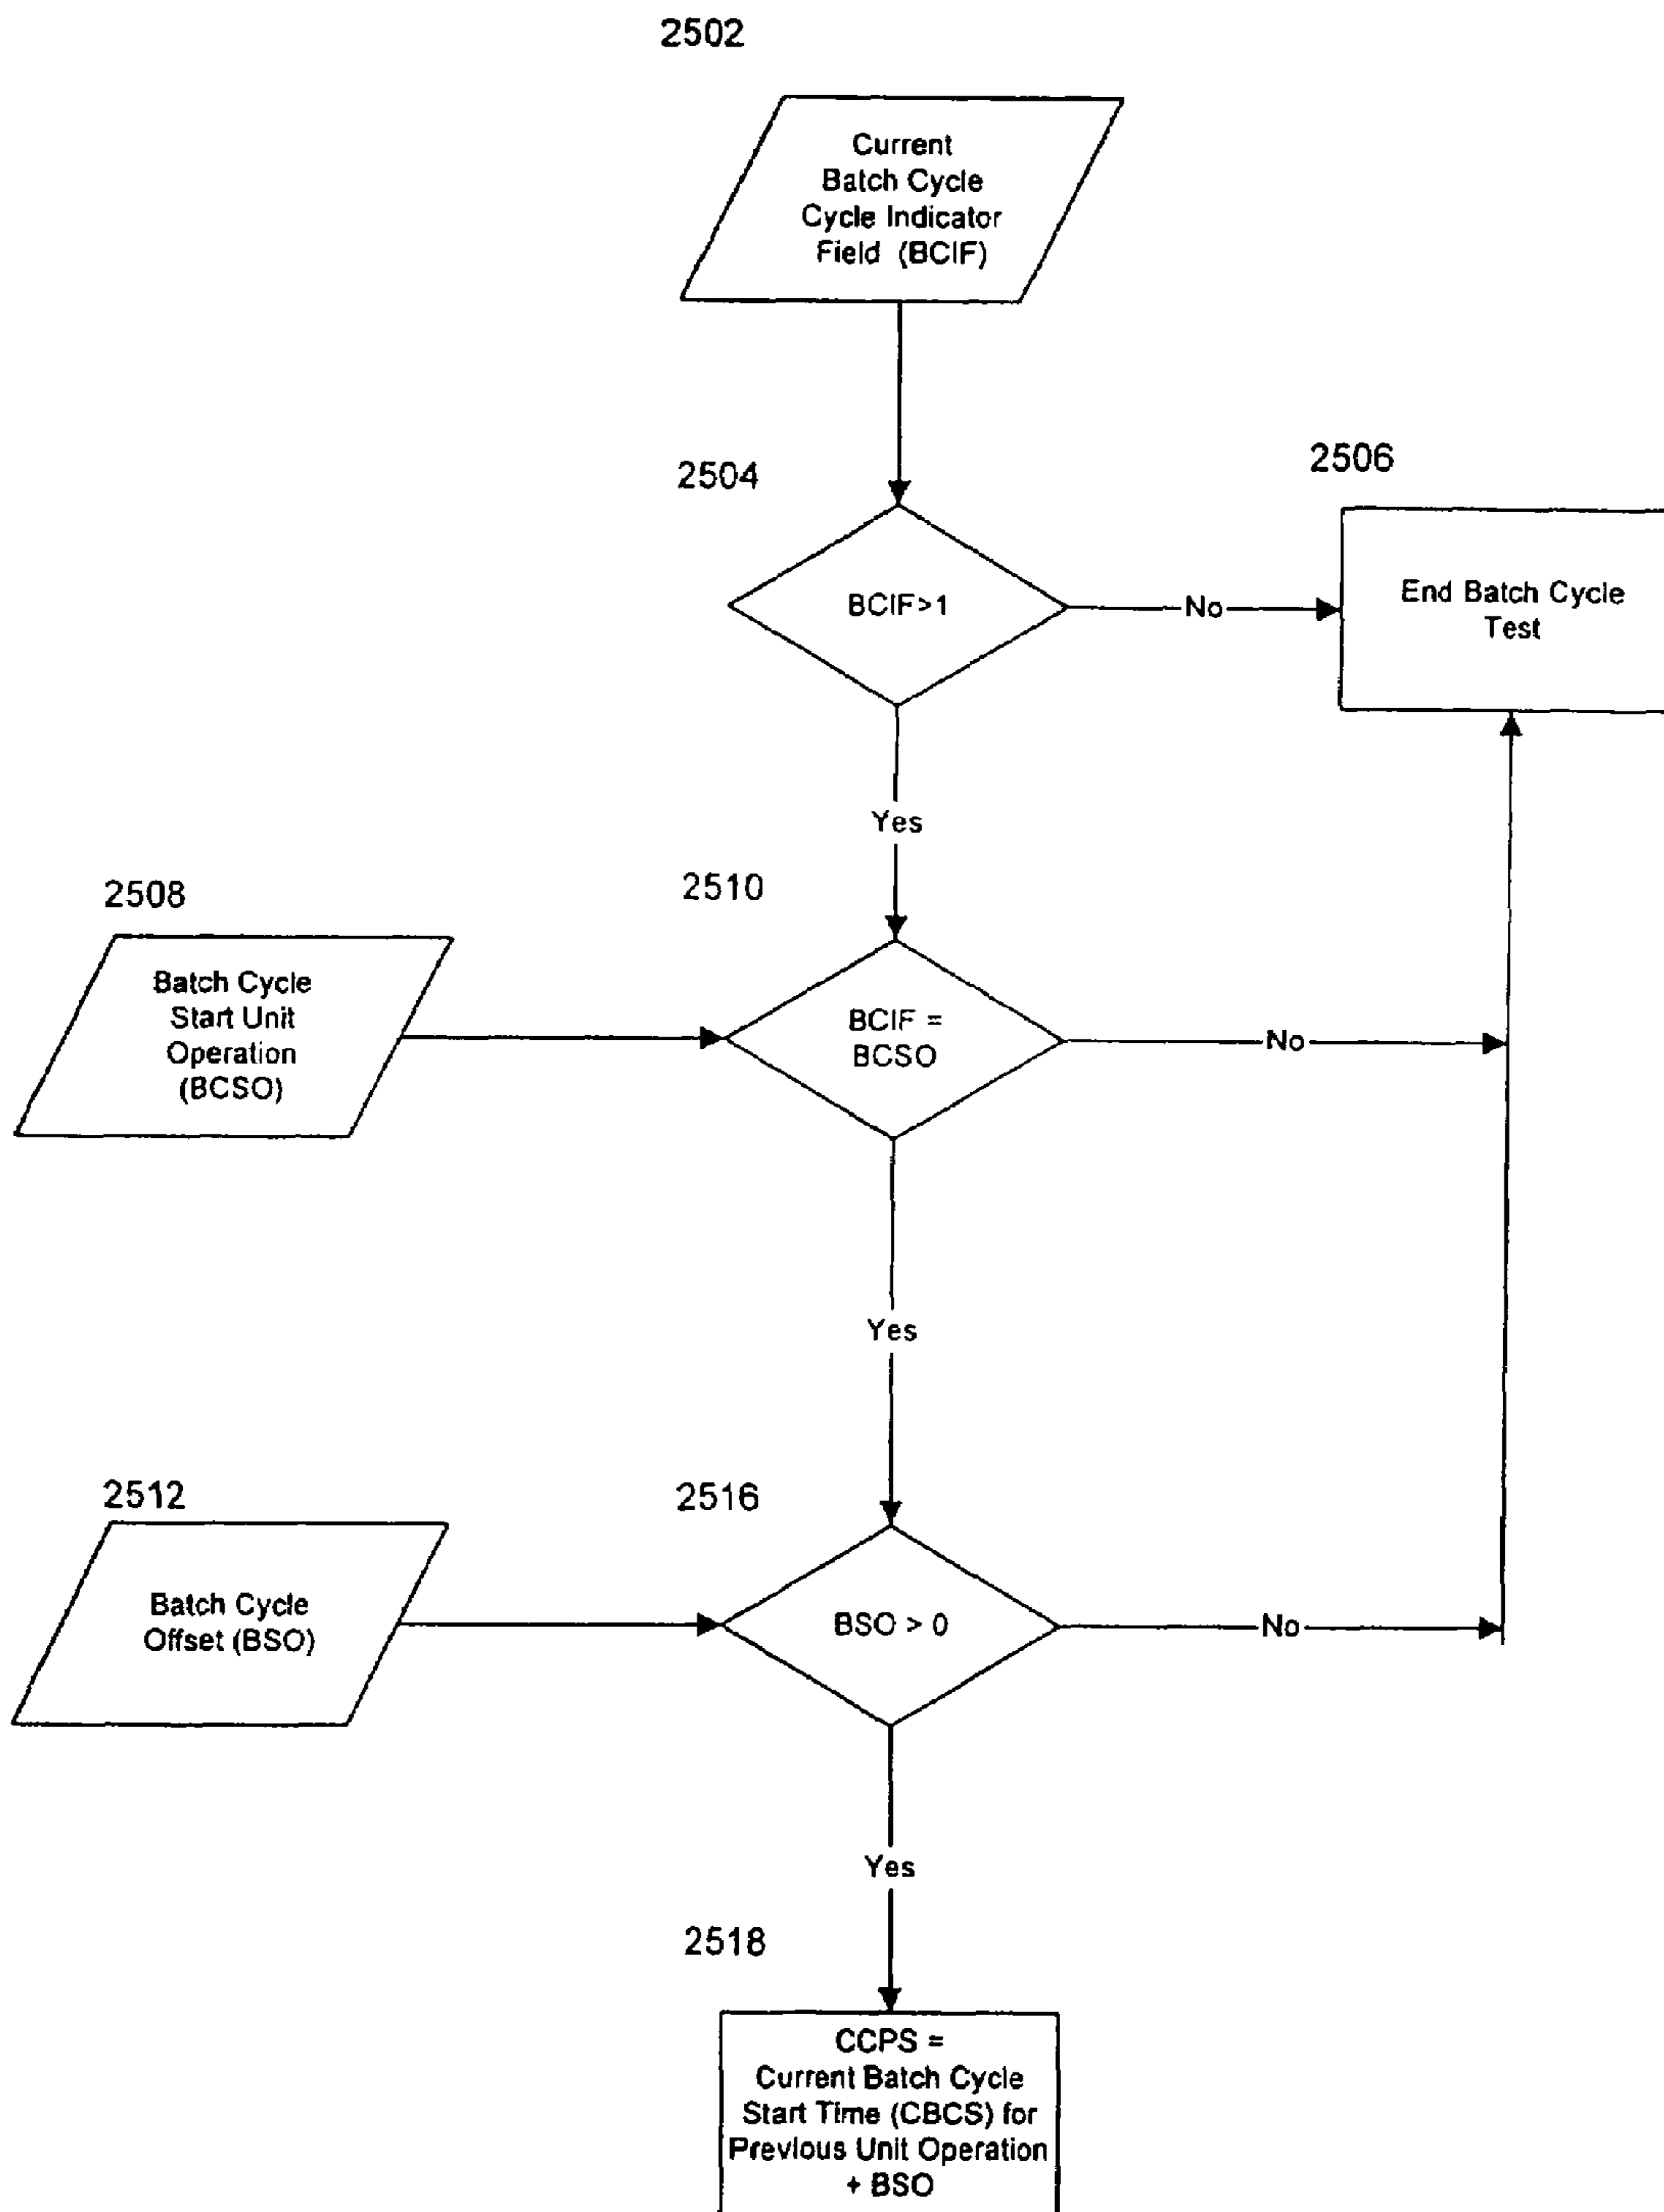 2502
Current
Batch Cycle
Cycle Indicator
Field (BCIF)
2504
2506
BCIF>1
No
End Batch Cycle
Test
Yes
2508
2510
Batch Cycle
Start Unit
Operation
(BCSO)
BCIF =
BCSO
No
Yes
2512
2516
Batch Cycle
Offset (BSO)
BSO > 0
No
Yes
2518
CCPS =
Current Batch Cycle
Start Time (CBCS) for
Previous Unit Operation
+ BSO